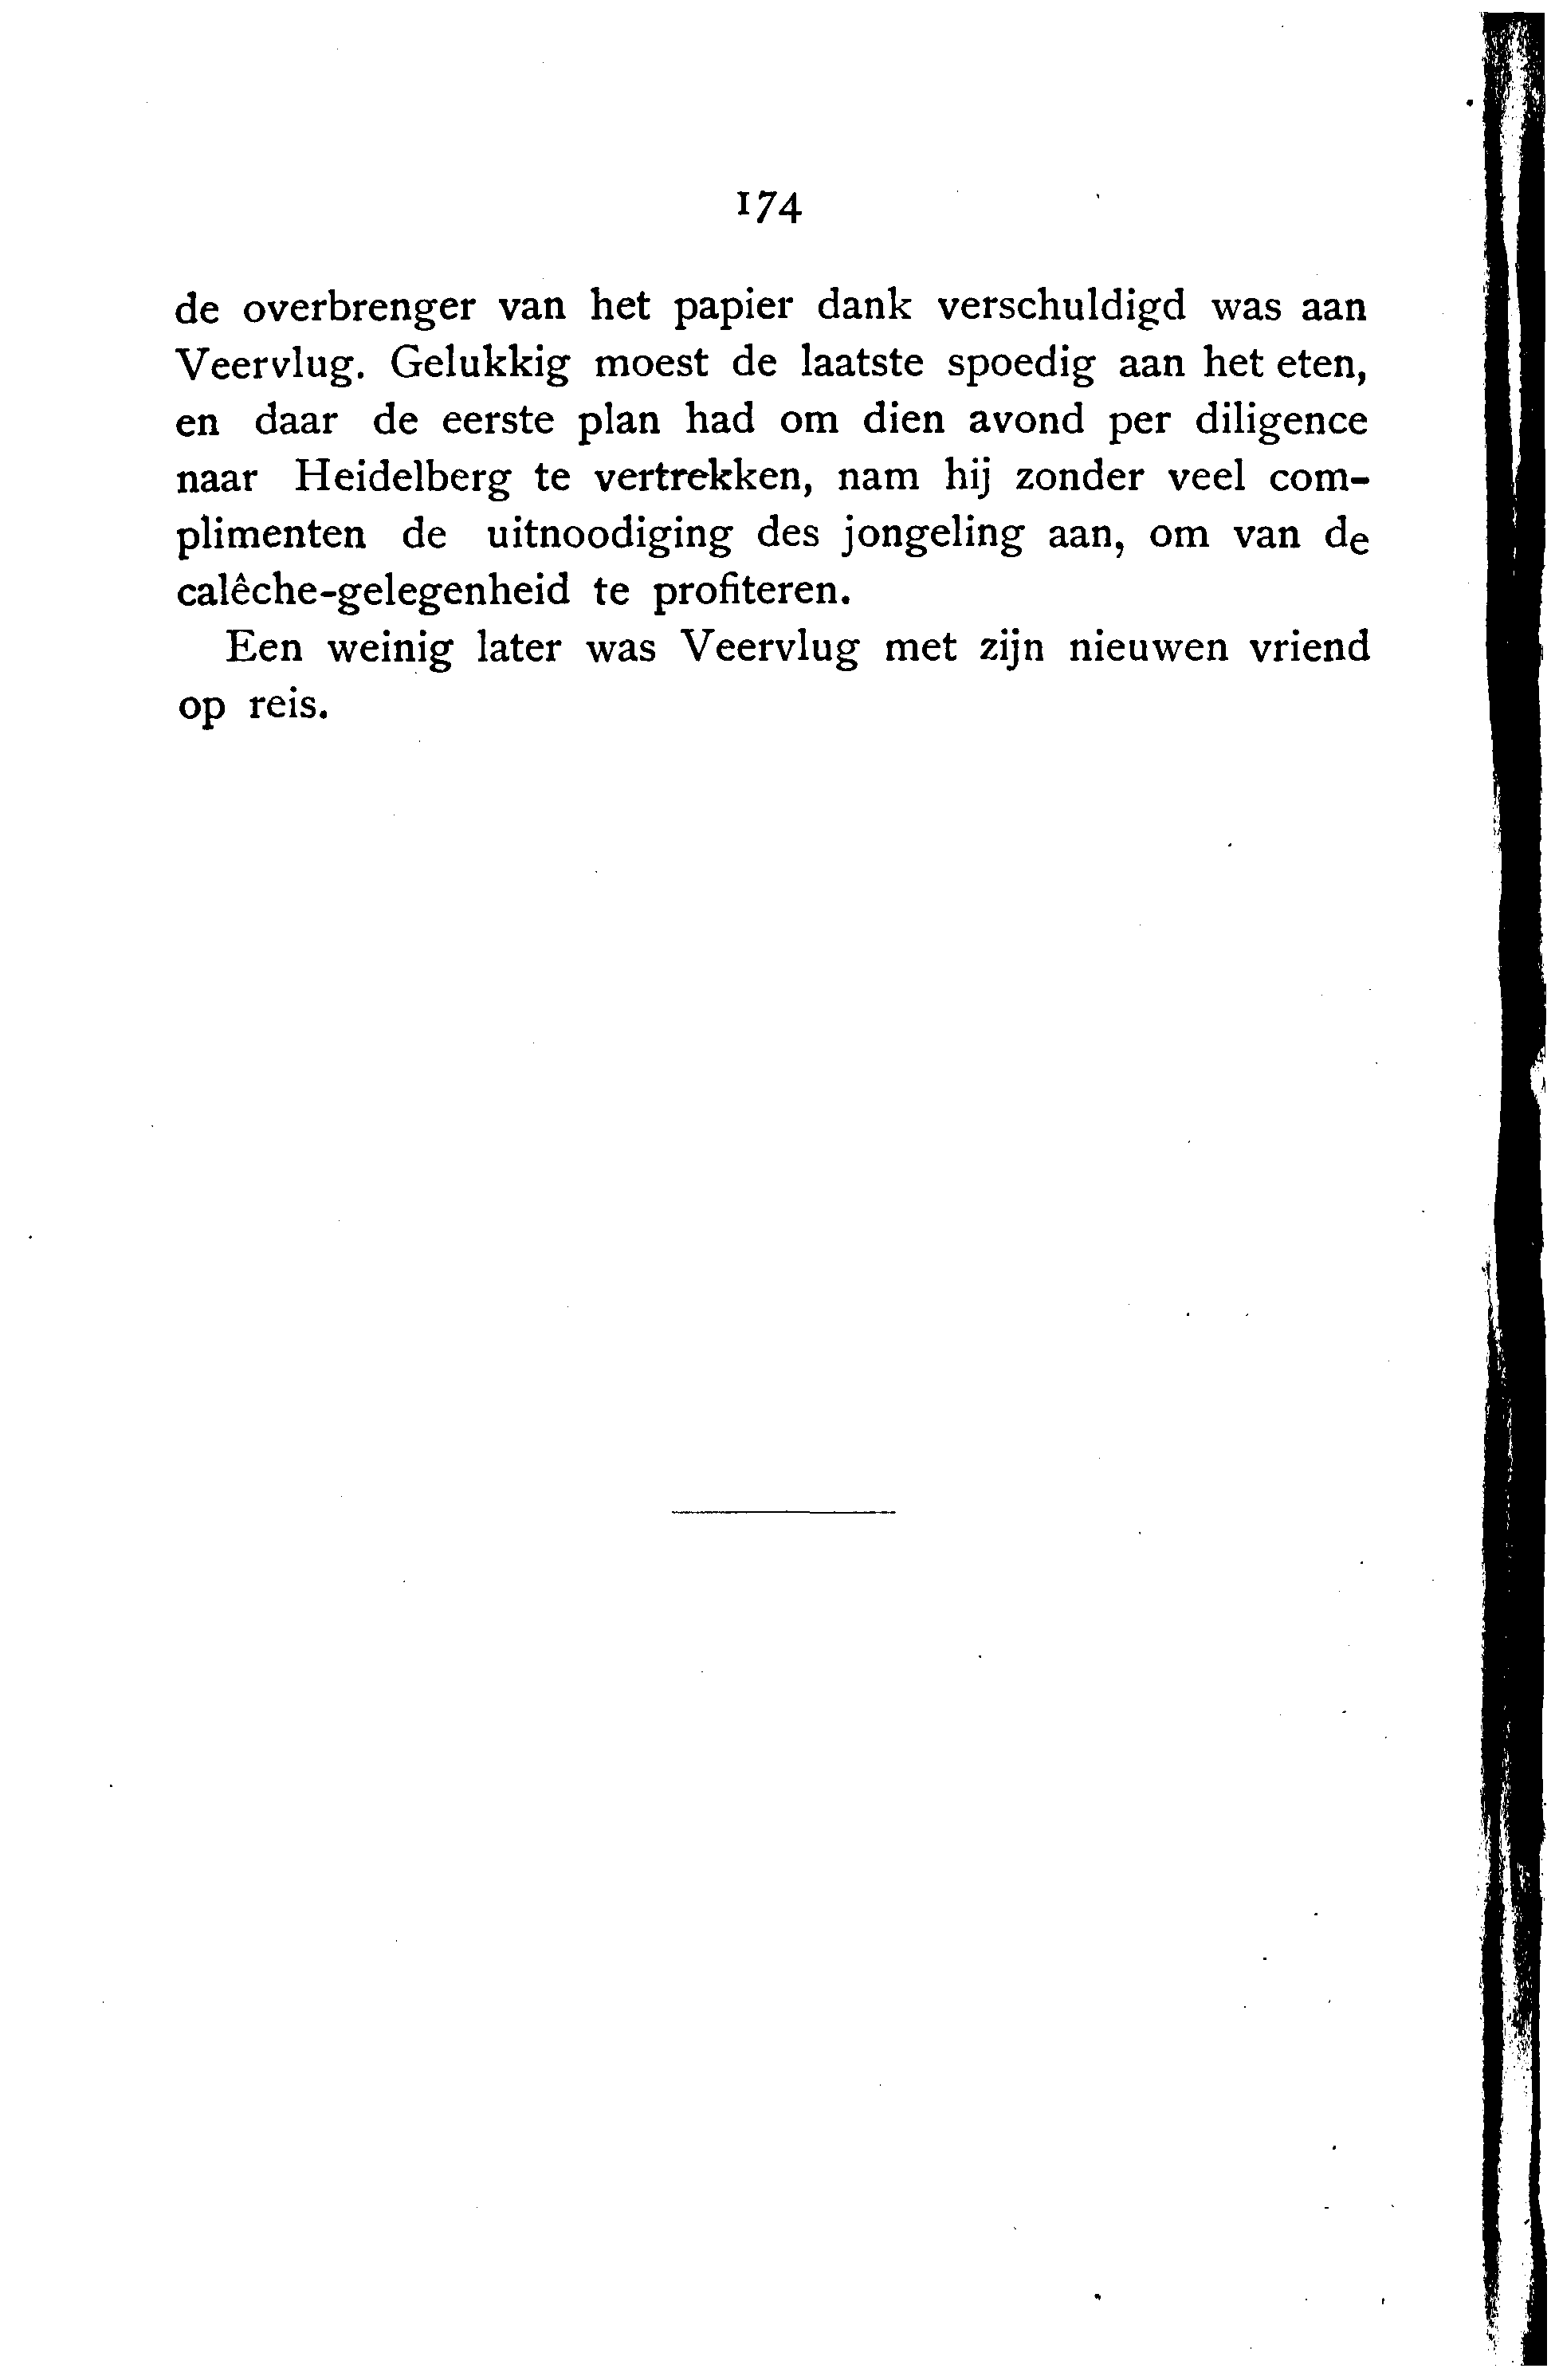 174
de overbrenger van het papier dank verschuldigd was aan
Veervlug. Gelukkig moest de laatste spoedig aan het eten,
en daar de eerste plan had om dien avond per diligence
naar Heidelberg te vertrekken, nam hij zonder veel com-
plimenten de uitnoodiging des jongeling aan, om van de
calêche-gelegenheid te profiteren.
Een weinig later was Veervlug met zijn nieuwen vriend
op reis.